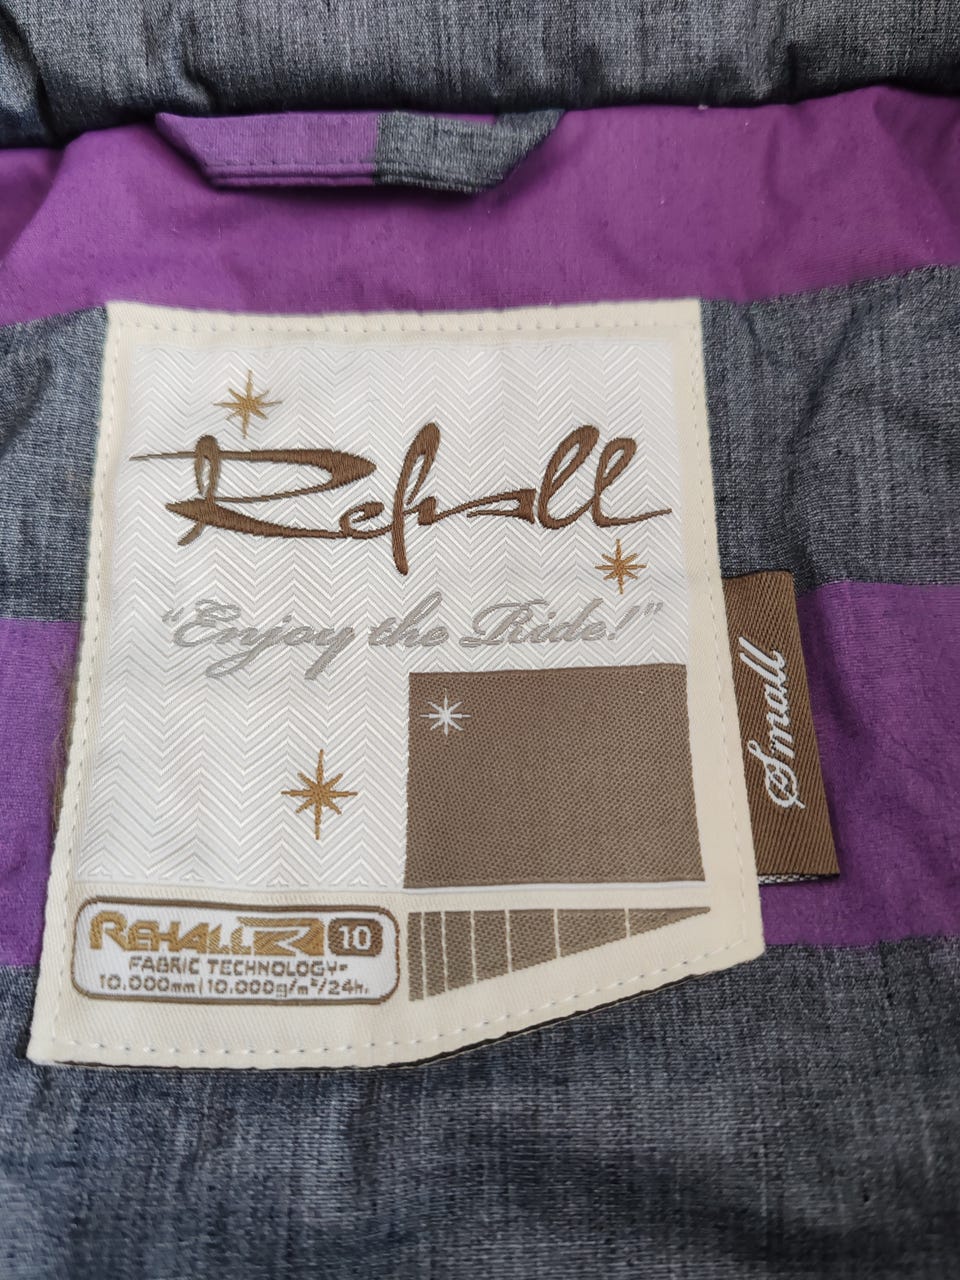 Rehall
"Enjoy the Ride!"
Small
REHALL R 10
FABRIC TECHNOLOGY
10.000mm | 10.000g/m²/24h.